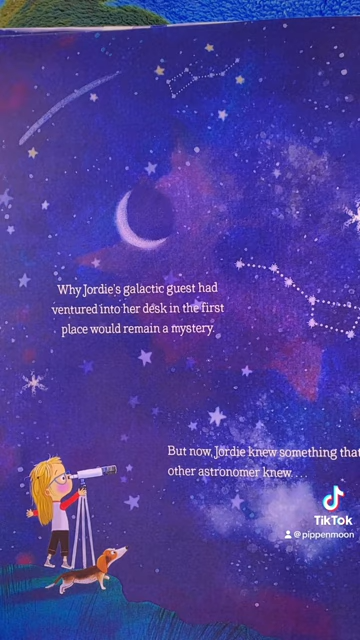 Why Jordie's galactic guest had
ventured into her desk in the first
place would remain a mystery.
But now, Jordie knew something that
other astronomer knew . . .
TikTok
@pippenmoon